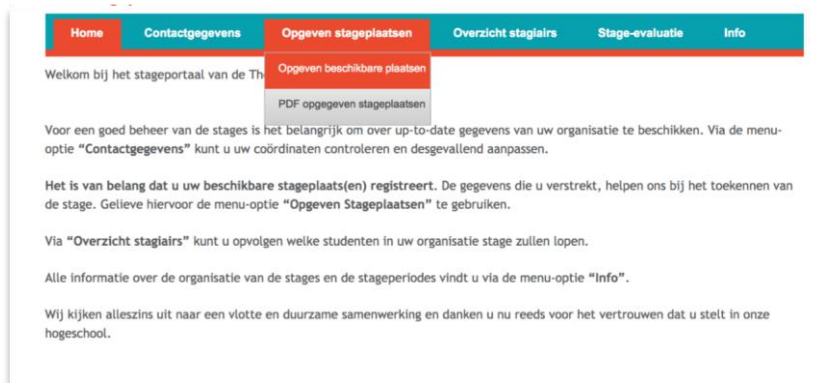 Home Contactgegevens Opgeven stageplaatsen Overzicht stagiairs Stage-evaluatie Info
Opgeven beschikbare plaatsen
PDF opgegeven stageplaatsen
Welkom bij het stageportaal van de
Voor een goed beheer van de stages is het belangrijk om over up-to-date gegevens van uw organisatie te beschikken. Via de menu-
optie “Contactgegevens” kunt u uw coördinaten controleren en desgevallend aanpassen.
Het is van belang dat u uw beschikbare stageplaats(en) registreert. De gegevens die u verstrekt, helpen ons bij het toekennen van
de stage. Gelieve hiervoor de menu-optie “Opgeven Stageplaatsen” te gebruiken.
Via “Overzicht stagiairs” kunt u opvolgen welke studenten in uw organisatie stage zullen lopen.
Alle informatie over de organisatie van de stages en de stageperiodes vindt u via de menu-optie “Info”.
Wij kijken alleszins uit naar een vlotte en duurzame samenwerking en danken u nu reeds voor het vertrouwen dat u stelt in onze
hogeschool.